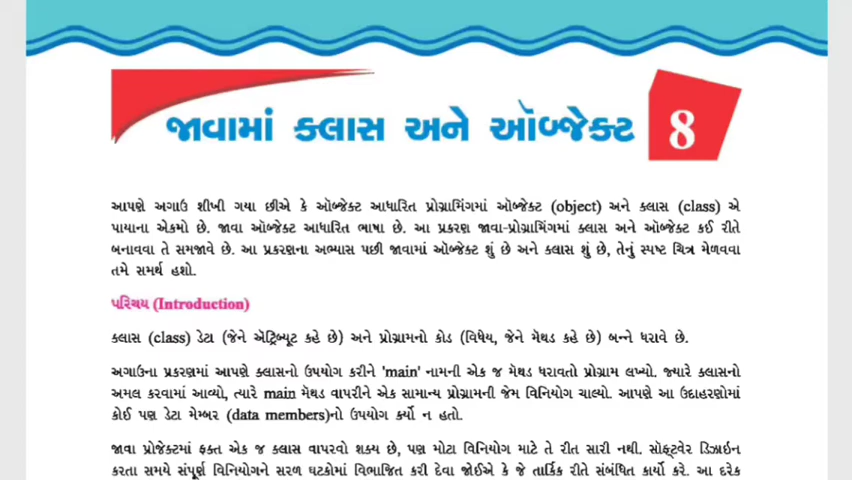 જાવામાં ક્લાસ અને ઑબ્જેક્ટ
8
આપણે અગાઉ શીખી ગયા છીએ કે ઑબ્જેક્ટ આધારિત પ્રોગ્રામિંગમાં ઑબ્જેક્ટ (object) અને ક્લાસ (class) એ
પાયાના એકમો છે. જાવા ઑબ્જેક્ટ આધારિત ભાષા છે. આ પ્રકરણ જાવા-પ્રોગ્રામિંગમાં ક્લાસ અને ઑબ્જેક્ટ કઈ રીતે
બનાવવા તે સમજાવે છે. આ પ્રકરણના અભ્યાસ પછી જાવામાં ઑબ્જેક્ટ શું છે અને ક્લાસ શું છે, તેનું સ્પષ્ટ ચિત્ર મેળવવા
તમે સમર્થ હશો.
પરિચય (Introduction)
ક્લાસ (class) ડેટા (જેને ઍટ્રિબ્યૂટ કહે છે) અને પ્રોગ્રામનો કોડ (વિધેય, જેને મૅથડ કહે છે) બન્ને ધરાવે છે.
અગાઉના પ્રકરણમાં આપણે ક્લાસનો ઉપયોગ કરીને 'main' નામની એક જ મૅથડ ધરાવતો પ્રોગ્રામ લખ્યો. જ્યારે ક્લાસનો
અમલ કરવામાં આવ્યો, ત્યારે main મૅથડ વાપરીને એક સામાન્ય પ્રોગ્રામની જેમ વિનિયોગ ચાલ્યો. આપણે આ ઉદાહરણોમાં
કોઈ પણ ડેટા મેમ્બર (data members)નો ઉપયોગ કર્યો ન હતો.
જાવા પ્રોજેક્ટમાં ફક્ત એક જ ક્લાસ વાપરવો શક્ય છે, પણ મોટા વિનિયોગ માટે તે રીત સારી નથી. સૉફ્ટવેર ડિઝાઇન
કરતા સમયે સંપૂર્ણ વિનિયોગને સરળ ઘટકોમાં વિભાજિત કરી દેવા જોઈએ કે જે તાર્કિક રીતે સંબંધિત કાર્યો કરે. આ દરેક